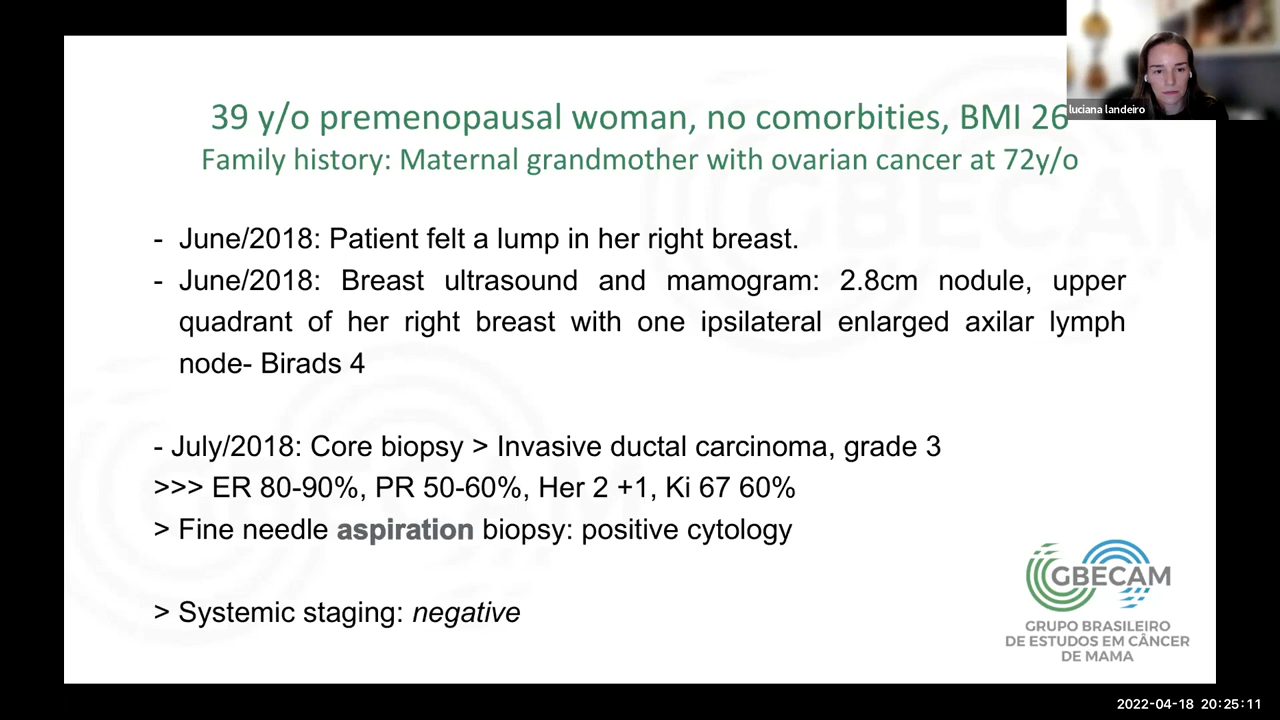 luciana landeiro
39 y/o premenopausal woman, no comorbities, BMI 26
Family history: Maternal grandmother with ovarian cancer at 72y/o
- June/2018: Patient felt a lump in her right breast.
- June/2018: Breast ultrasound and mamogram: 2.8cm nodule, upper
quadrant of her right breast with one ipsilateral enlarged axilar lymph
node- Birads 4
- July/2018: Core biopsy > Invasive ductal carcinoma, grade 3
>>> ER 80-90%, PR 50-60%, Her 2 +1, Ki 67 60%
> Fine needle aspiration biopsy: positive cytology
> Systemic staging: negative
GBECAM
GRUPO BRASILEIRO
DE ESTUDOS EM CÂNCER
DE MAMA
2022-04-18 20:25:11